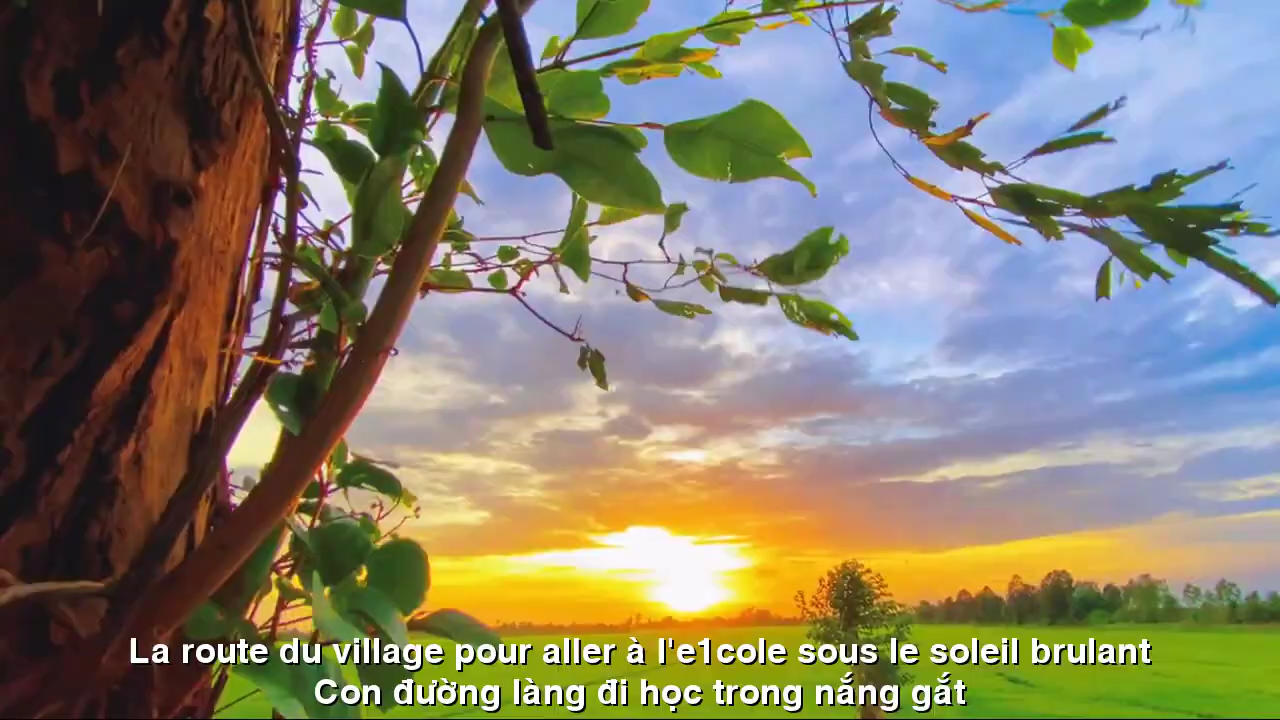 La route du village pour aller à l'e1cole sous le soleil brulant
Con đường làng đi học trong nắng gắt